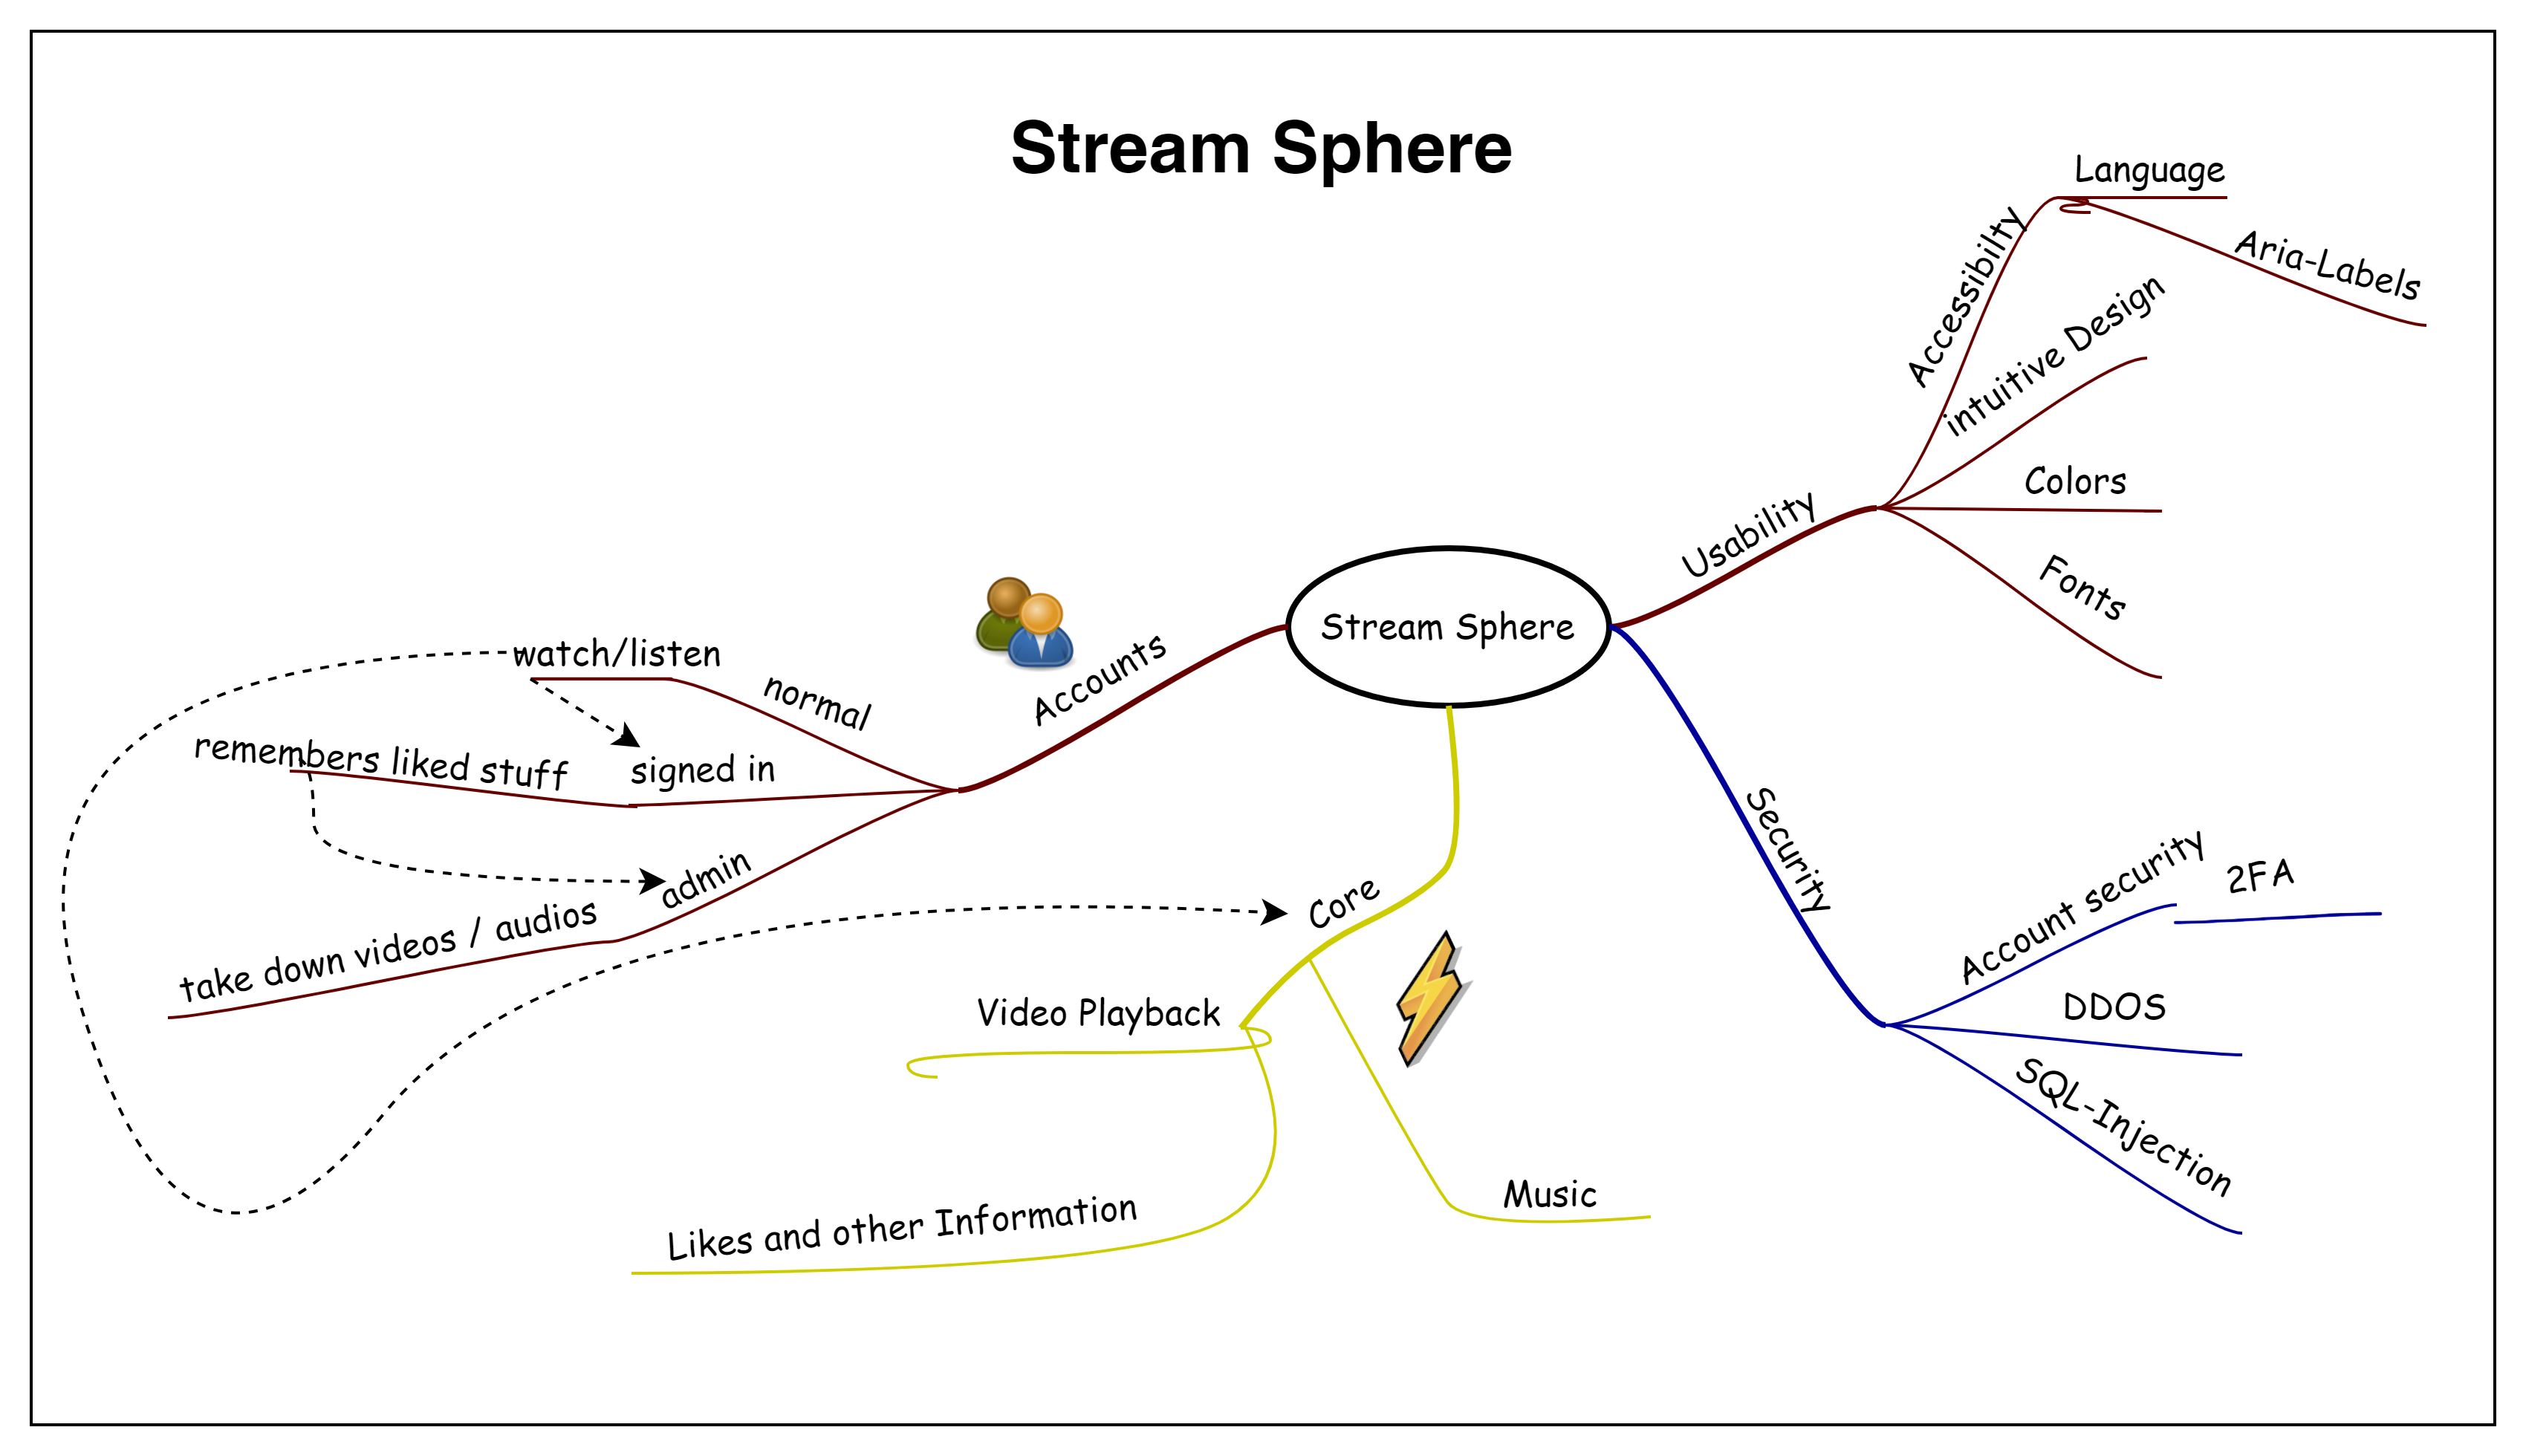 Stream Sphere
Language
Aria-Labels
Accessibilty
intuitive Design
Colors
Usability
Fonts
Stream Sphere
Accounts
watch/listen
normal
remembers liked stuff
signed in
admin
take down videos / audios
Core
Video Playback
Music
Likes and other Information
Security
Account security
2FA
DDOS
SQL-Injection